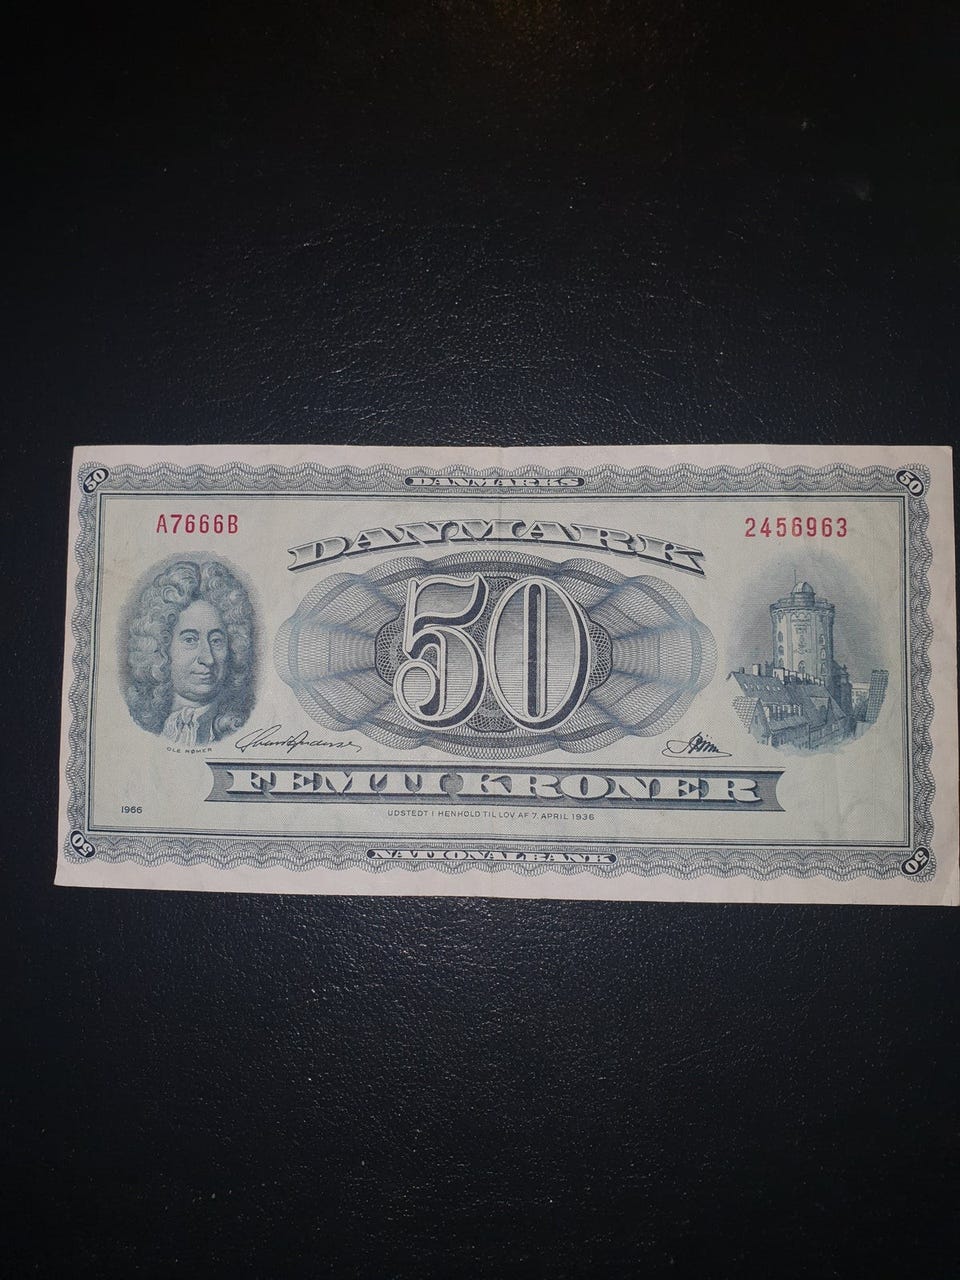 50 DANMARKS 50
A7666B 2456963
DANMARK
50
OLE RØMER
FEMTI KRONER
1966
UDSTEDT I HENHOLD TIL LOV AF 7. APRIL 1936
50 NATIONALBANK 50